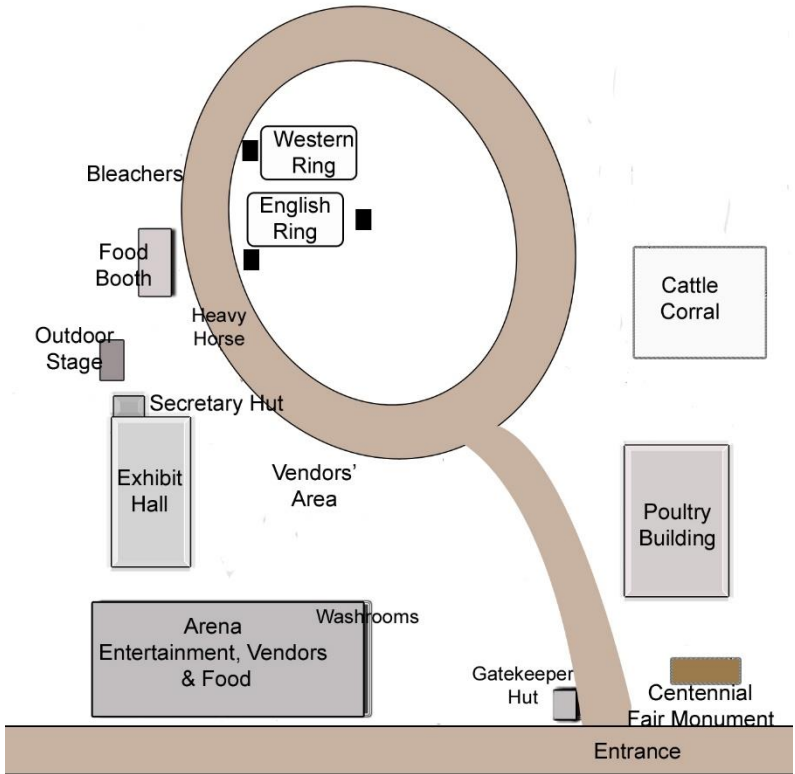 Western
Ring
Bleachers
English
Ring
Food
Booth
Cattle
Corral
Heavy
Horse
Outdoor
Stage
Secretary Hut
Exhibit
Hall
Vendors’
Area
Poultry
Building
Washrooms
Arena
Entertainment, Vendors
& Food
Gatekeeper
Hut
Centennial
Fair Monument
Entrance